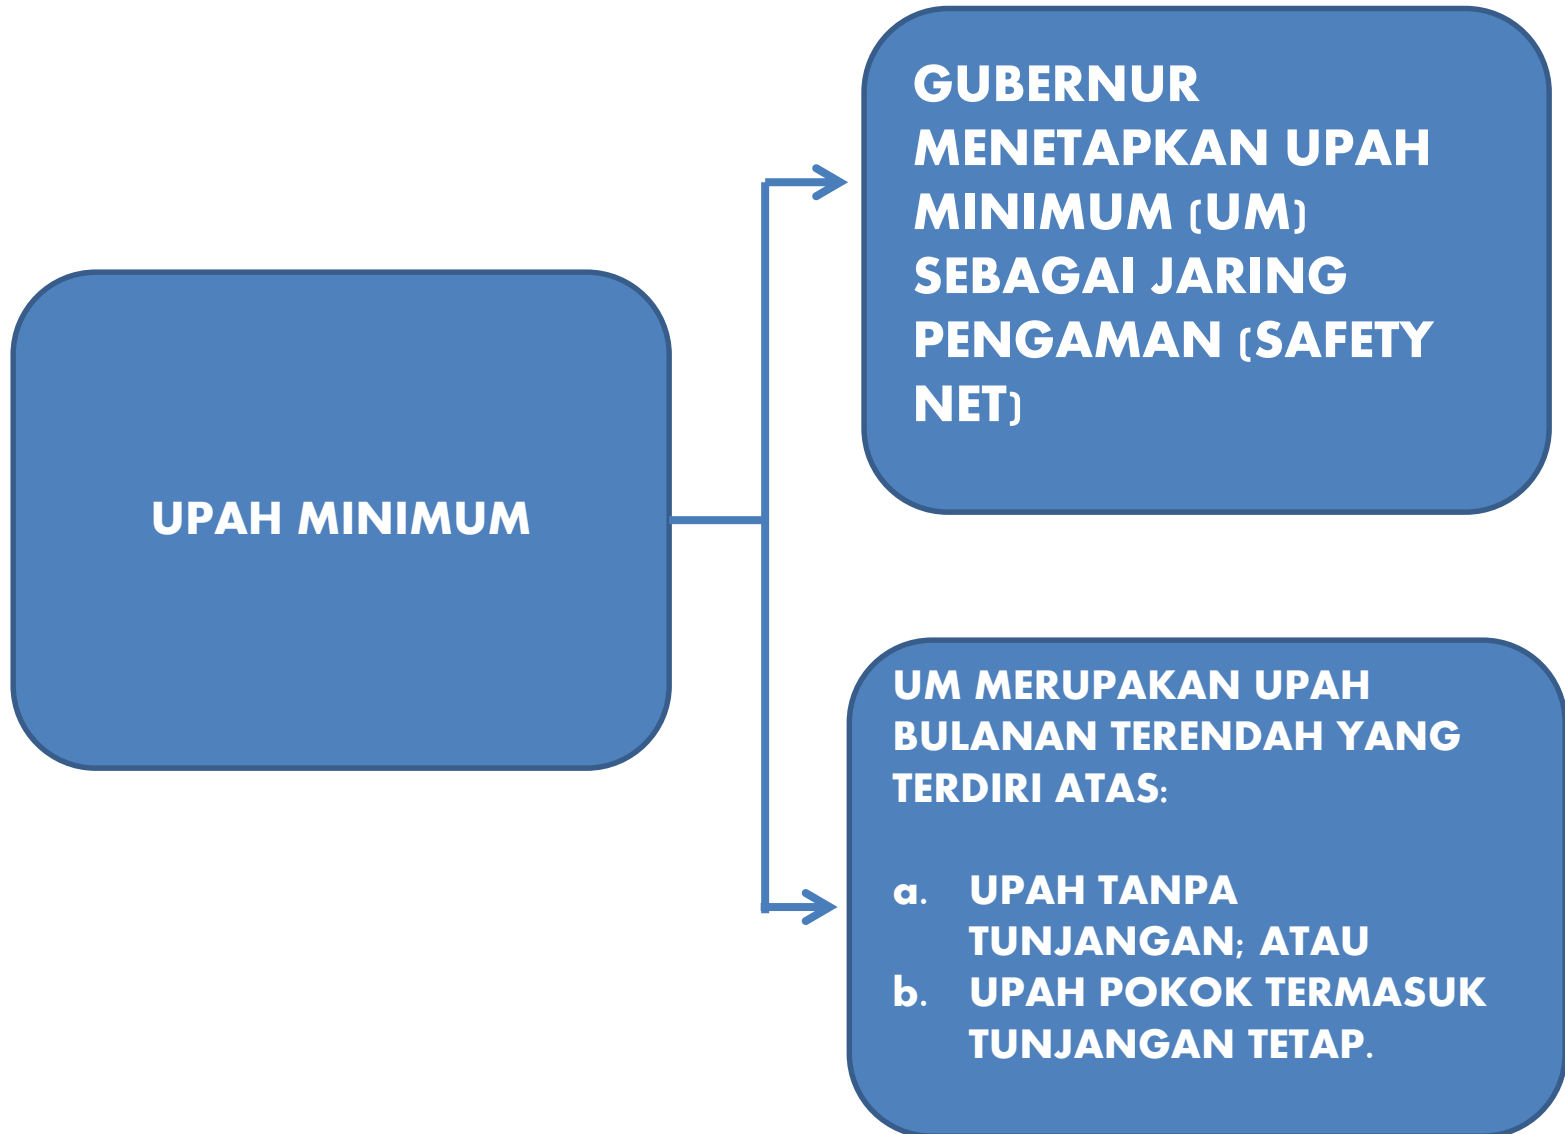 UPAH MINIMUM
GUBERNUR
MENETAPKAN UPAH
MINIMUM (UM)
SEBAGAI JARING
PENGAMAN (SAFETY
NET)
UM MERUPAKAN UPAH
BULANAN TERENDAH YANG
TERDIRI ATAS:
a. UPAH TANPA
TUNJANGAN; ATAU
b. UPAH POKOK TERMASUK
TUNJANGAN TETAP.